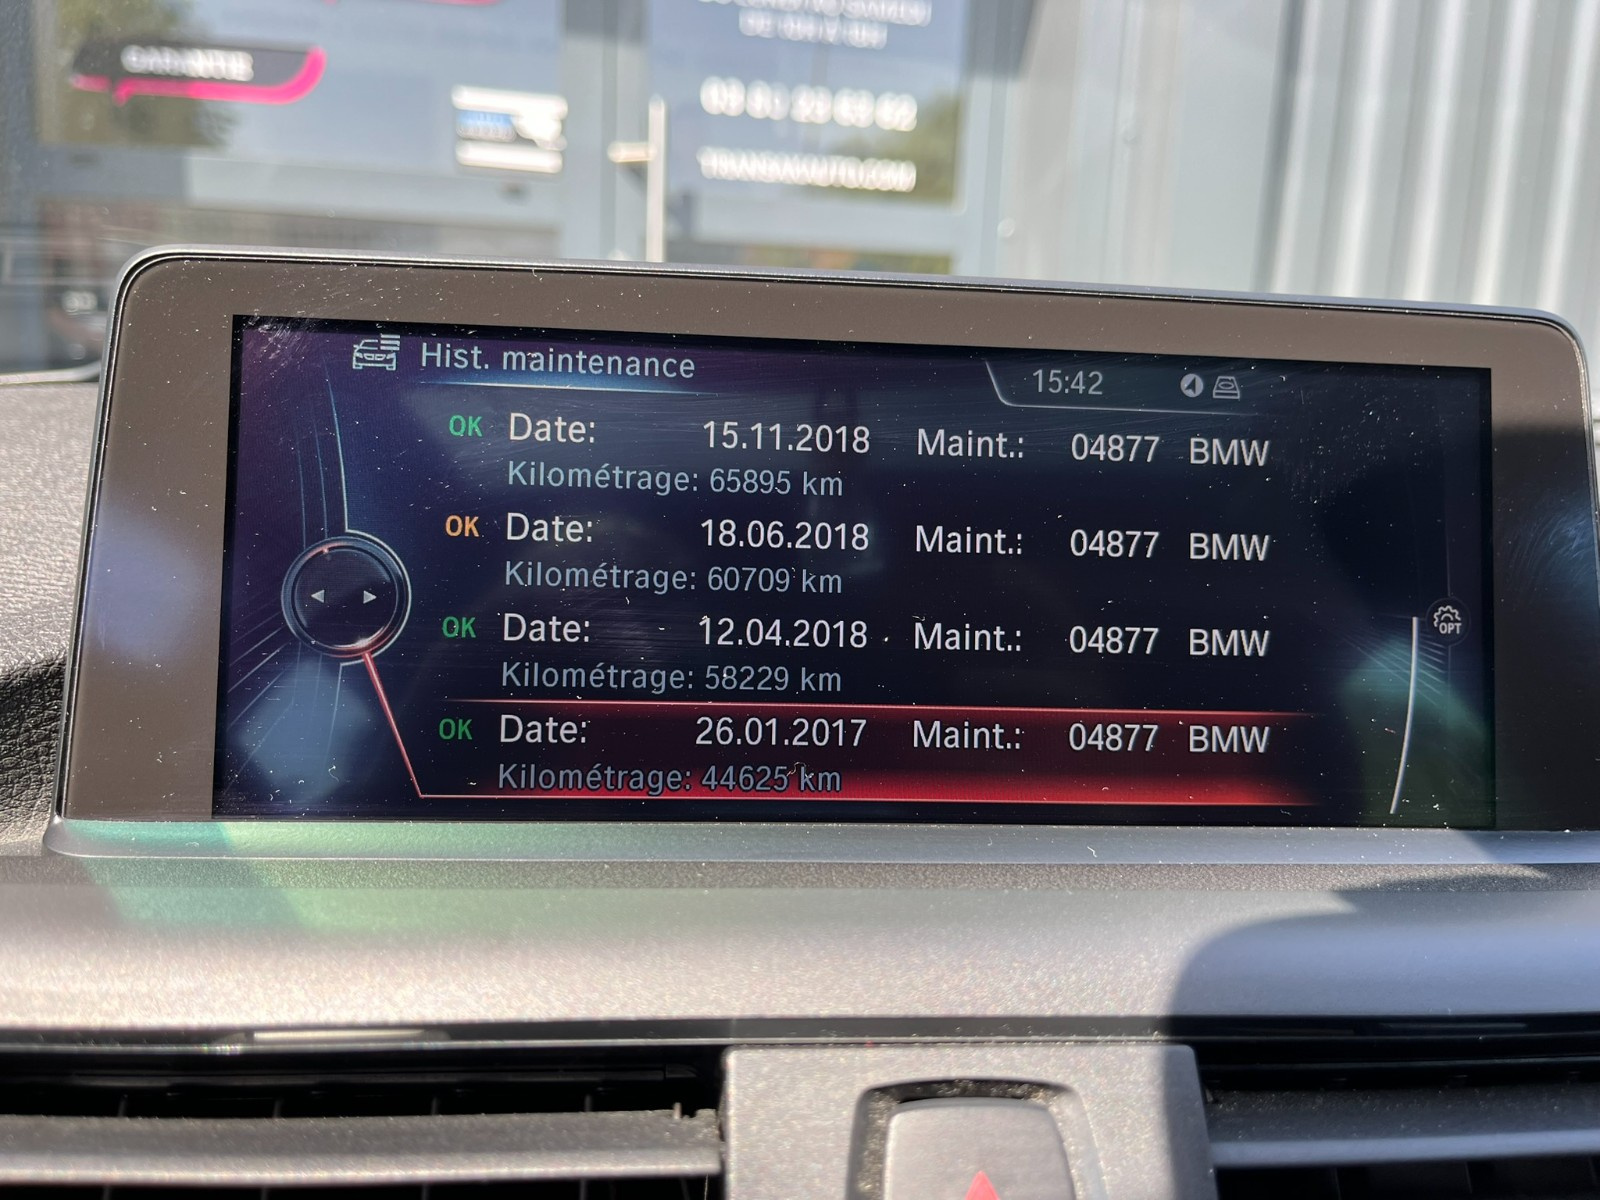 GARANTIE
TRANSAKAUTO.COM
Hist. maintenance
15:42
OK Date: 15.11.2018 Maint.: 04877 BMW
Kilométrage: 65895 km
OK Date: 18.06.2018 Maint.: 04877 BMW
Kilométrage: 60709 km
OK Date: 12.04.2018 Maint.: 04877 BMW
Kilométrage: 58229 km
OPT
OK Date: 26.01.2017 Maint.: 04877 BMW
Kilométrage: 44625 km